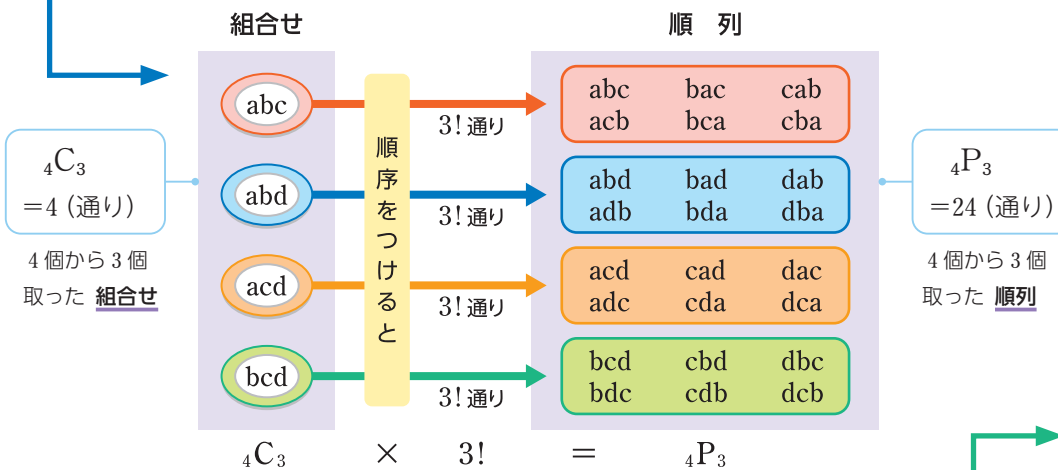 組合せ
順 列
abc
3!通り
abc bac cab
acb bca cba
abd
3!通り
abd bad dab
adb bda dba
acd
3!通り
acd cad dac
adc cda dca
bcd
3!通り
bcd cbd dbc
bdc cdb dcb
順序をつけると
₄C₃
=4(通り)
4個から3個
取った 組合せ
₄P₃
=24(通り)
4個から3個
取った 順列
₄C₃ × 3! = ₄P₃